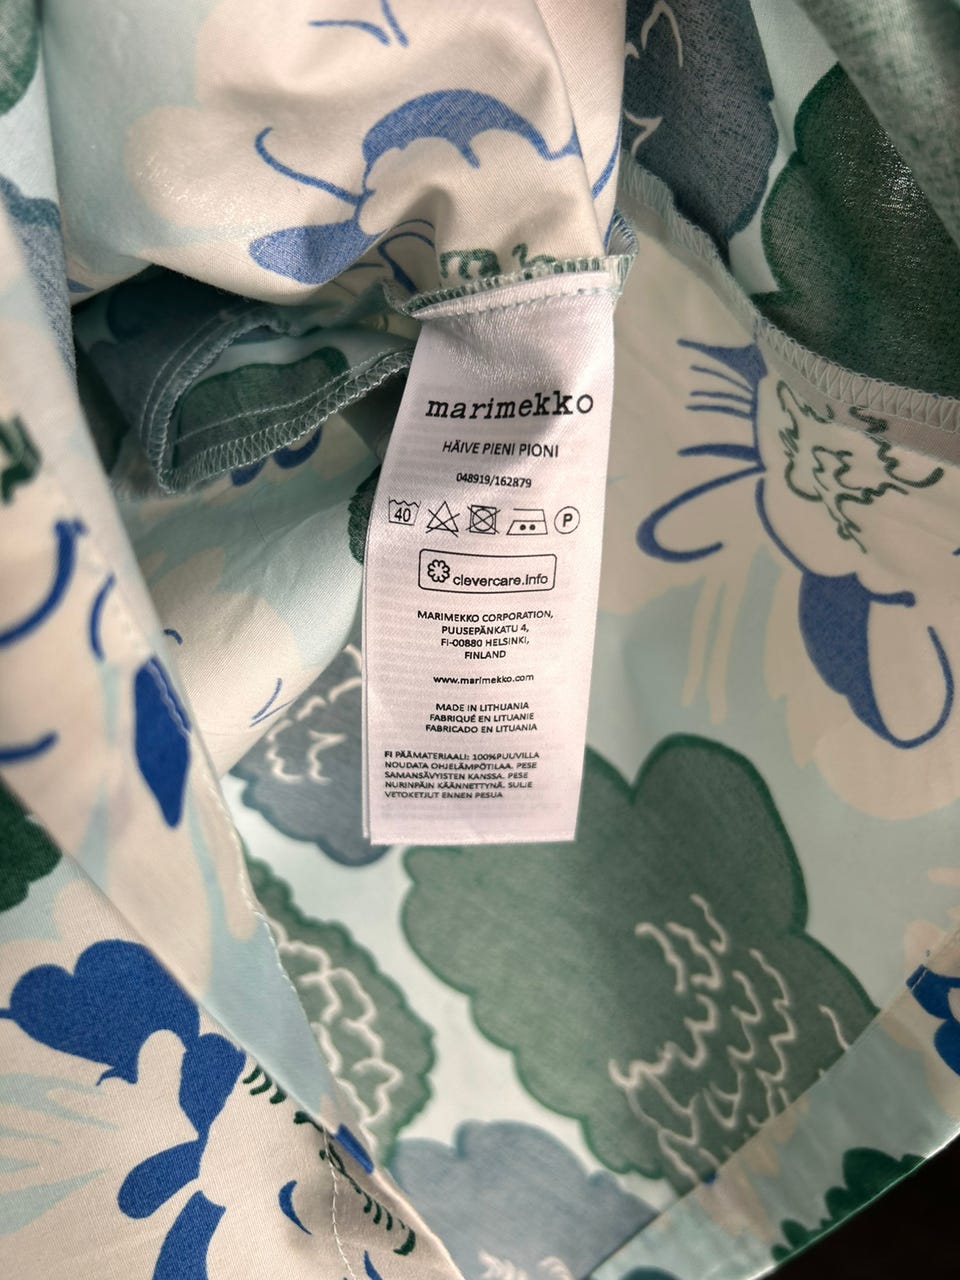 marimekko
HÄIVE PIENI PIONI
048919/162879
40 P
clevercare.info
MARIMEKKO CORPORATION,
PUUSEPÄNKATU 4,
FI-00880 HELSINKI,
FINLAND
www.marimekko.com
MADE IN LITHUANIA
FABRIQUÉ EN LITUANIE
FABRICADO EN LITUANIA
FI PÄÄMATERIAALI: 100%PUUVILLA
NOUDATA OHJELÄMPÖTILAA. PESE
SAMANSÄVYISTEN KANSSA. PESE
NURINPÄIN KÄÄNNETTYNÄ. SULJE
VETOKETJUT ENNEN PESUA